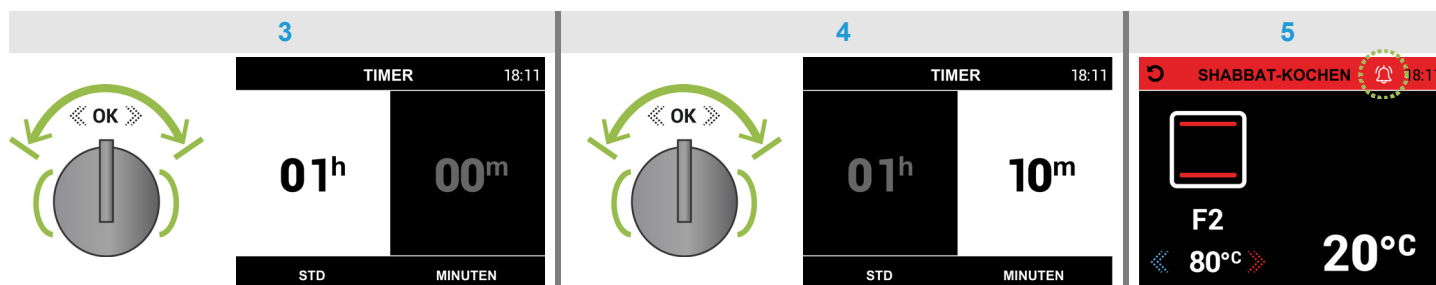 3
OK
TIMER 18:11
01h 00m
STD MINUTEN
4
OK
TIMER 18:11
01h 10m
STD MINUTEN
5
SHABBAT-KOCHEN 18:11
F2
80°C 20°C